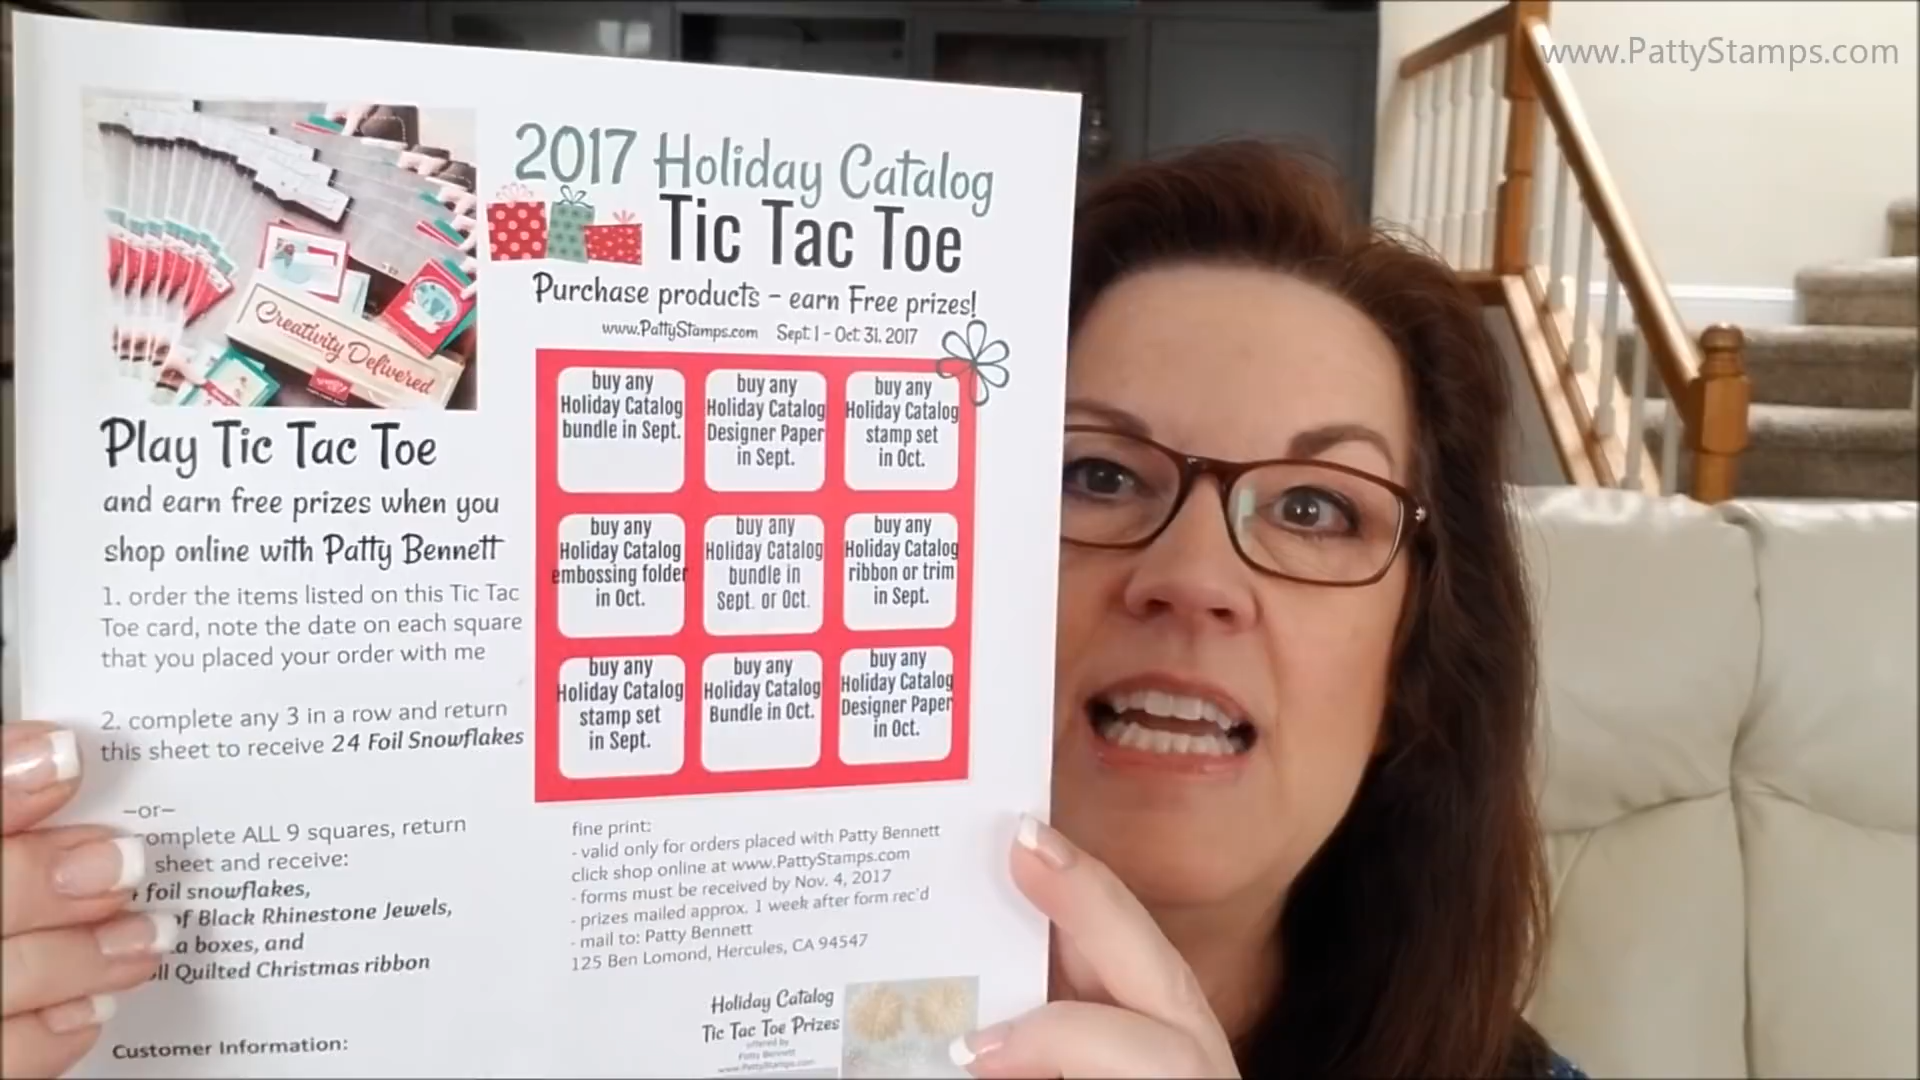 www.PattyStamps.com
Creativity Delivered
2017 Holiday Catalog
Tic Tac Toe
Purchase products - earn Free prizes!
www.PattyStamps.com Sept. 1 - Oct. 31, 2017
Play Tic Tac Toe
and earn free prizes when you
shop online with Patty Bennett
1. order the items listed on this Tic Tac
Toe card, note the date on each square
that you placed your order with me
2. complete any 3 in a row and return
this sheet to receive 24 Foil Snowflakes
-or-
omplete ALL 9 squares, return
sheet and receive:
foil snowflakes,
of Black Rhinestone Jewels,
a boxes, and
ll Quilted Christmas ribbon
Customer Information:
buy any
Holiday Catalog
bundle in Sept.
buy any
Holiday Catalog
Designer Paper
in Sept.
buy any
Holiday Catalog
stamp set
in Oct.
buy any
Holiday Catalog
embossing folder
in Oct.
buy any
Holiday Catalog
bundle in
Sept. or Oct.
buy any
Holiday Catalog
ribbon or trim
in Sept.
buy any
Holiday Catalog
stamp set
in Sept.
buy any
Holiday Catalog
Bundle in Oct.
buy any
Holiday Catalog
Designer Paper
in Oct.
fine print:
- valid only for orders placed with Patty Bennett
click shop online at www.PattyStamps.com
- forms must be received by Nov. 4, 2017
- prizes mailed approx. 1 week after form rec'd
- mail to: Patty Bennett
125 Ben Lomond, Hercules, CA 94547
Holiday Catalog
Tic Tac Toe Prizes
offered by
Patty Bennett
www.PattyStamps.com